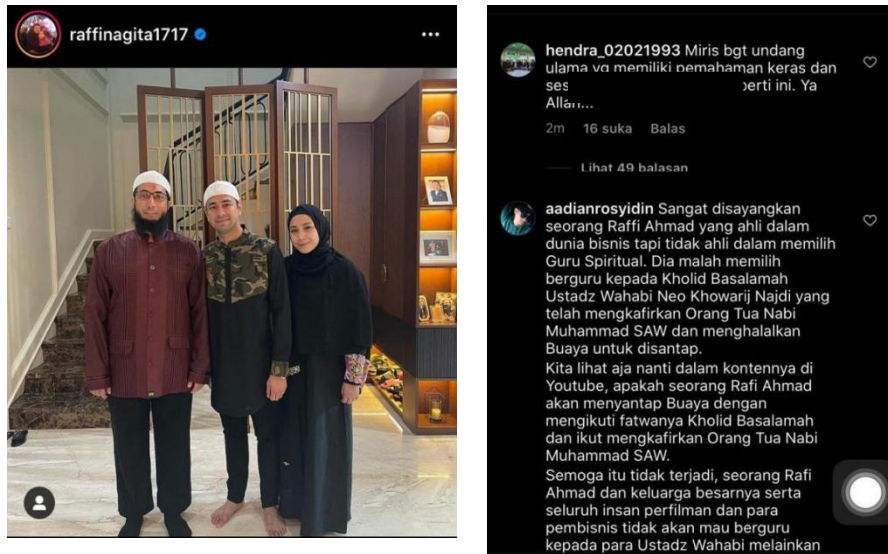 raffinagita1717
hendra_02021993 Miris bgt undang
ulama yg memiliki pemahaman keras dan
ses perti ini. Ya
Allah...
2m 16 suka Balas
Lihat 49 balasan
aadianrosyidin Sangat disayangkan
seorang Raffi Ahmad yang ahli dalam
dunia bisnis tapi tidak ahli dalam memilih
Guru Spiritual. Dia malah memilih
berguru kepada Kholid Basalamah
Ustadz Wahabi Neo Khowarij Najdi yang
telah mengkafirkan Orang Tua Nabi
Muhammad SAW dan menghalalkan
Buaya untuk disantap.
Kita lihat aja nanti dalam kontennya di
Youtube, apakah seorang Rafi Ahmad
akan menyantap Buaya dengan
mengikuti fatwanya Kholid Basalamah
dan ikut mengkafirkan Orang Tua Nabi
Muhammad SAW.
Semoga itu tidak terjadi, seorang Rafi
Ahmad dan keluarga besarnya serta
seluruh insan perfilman dan para
pembisnis tidak akan mau berguru
kepada para Ustadz Wahabi melainkan